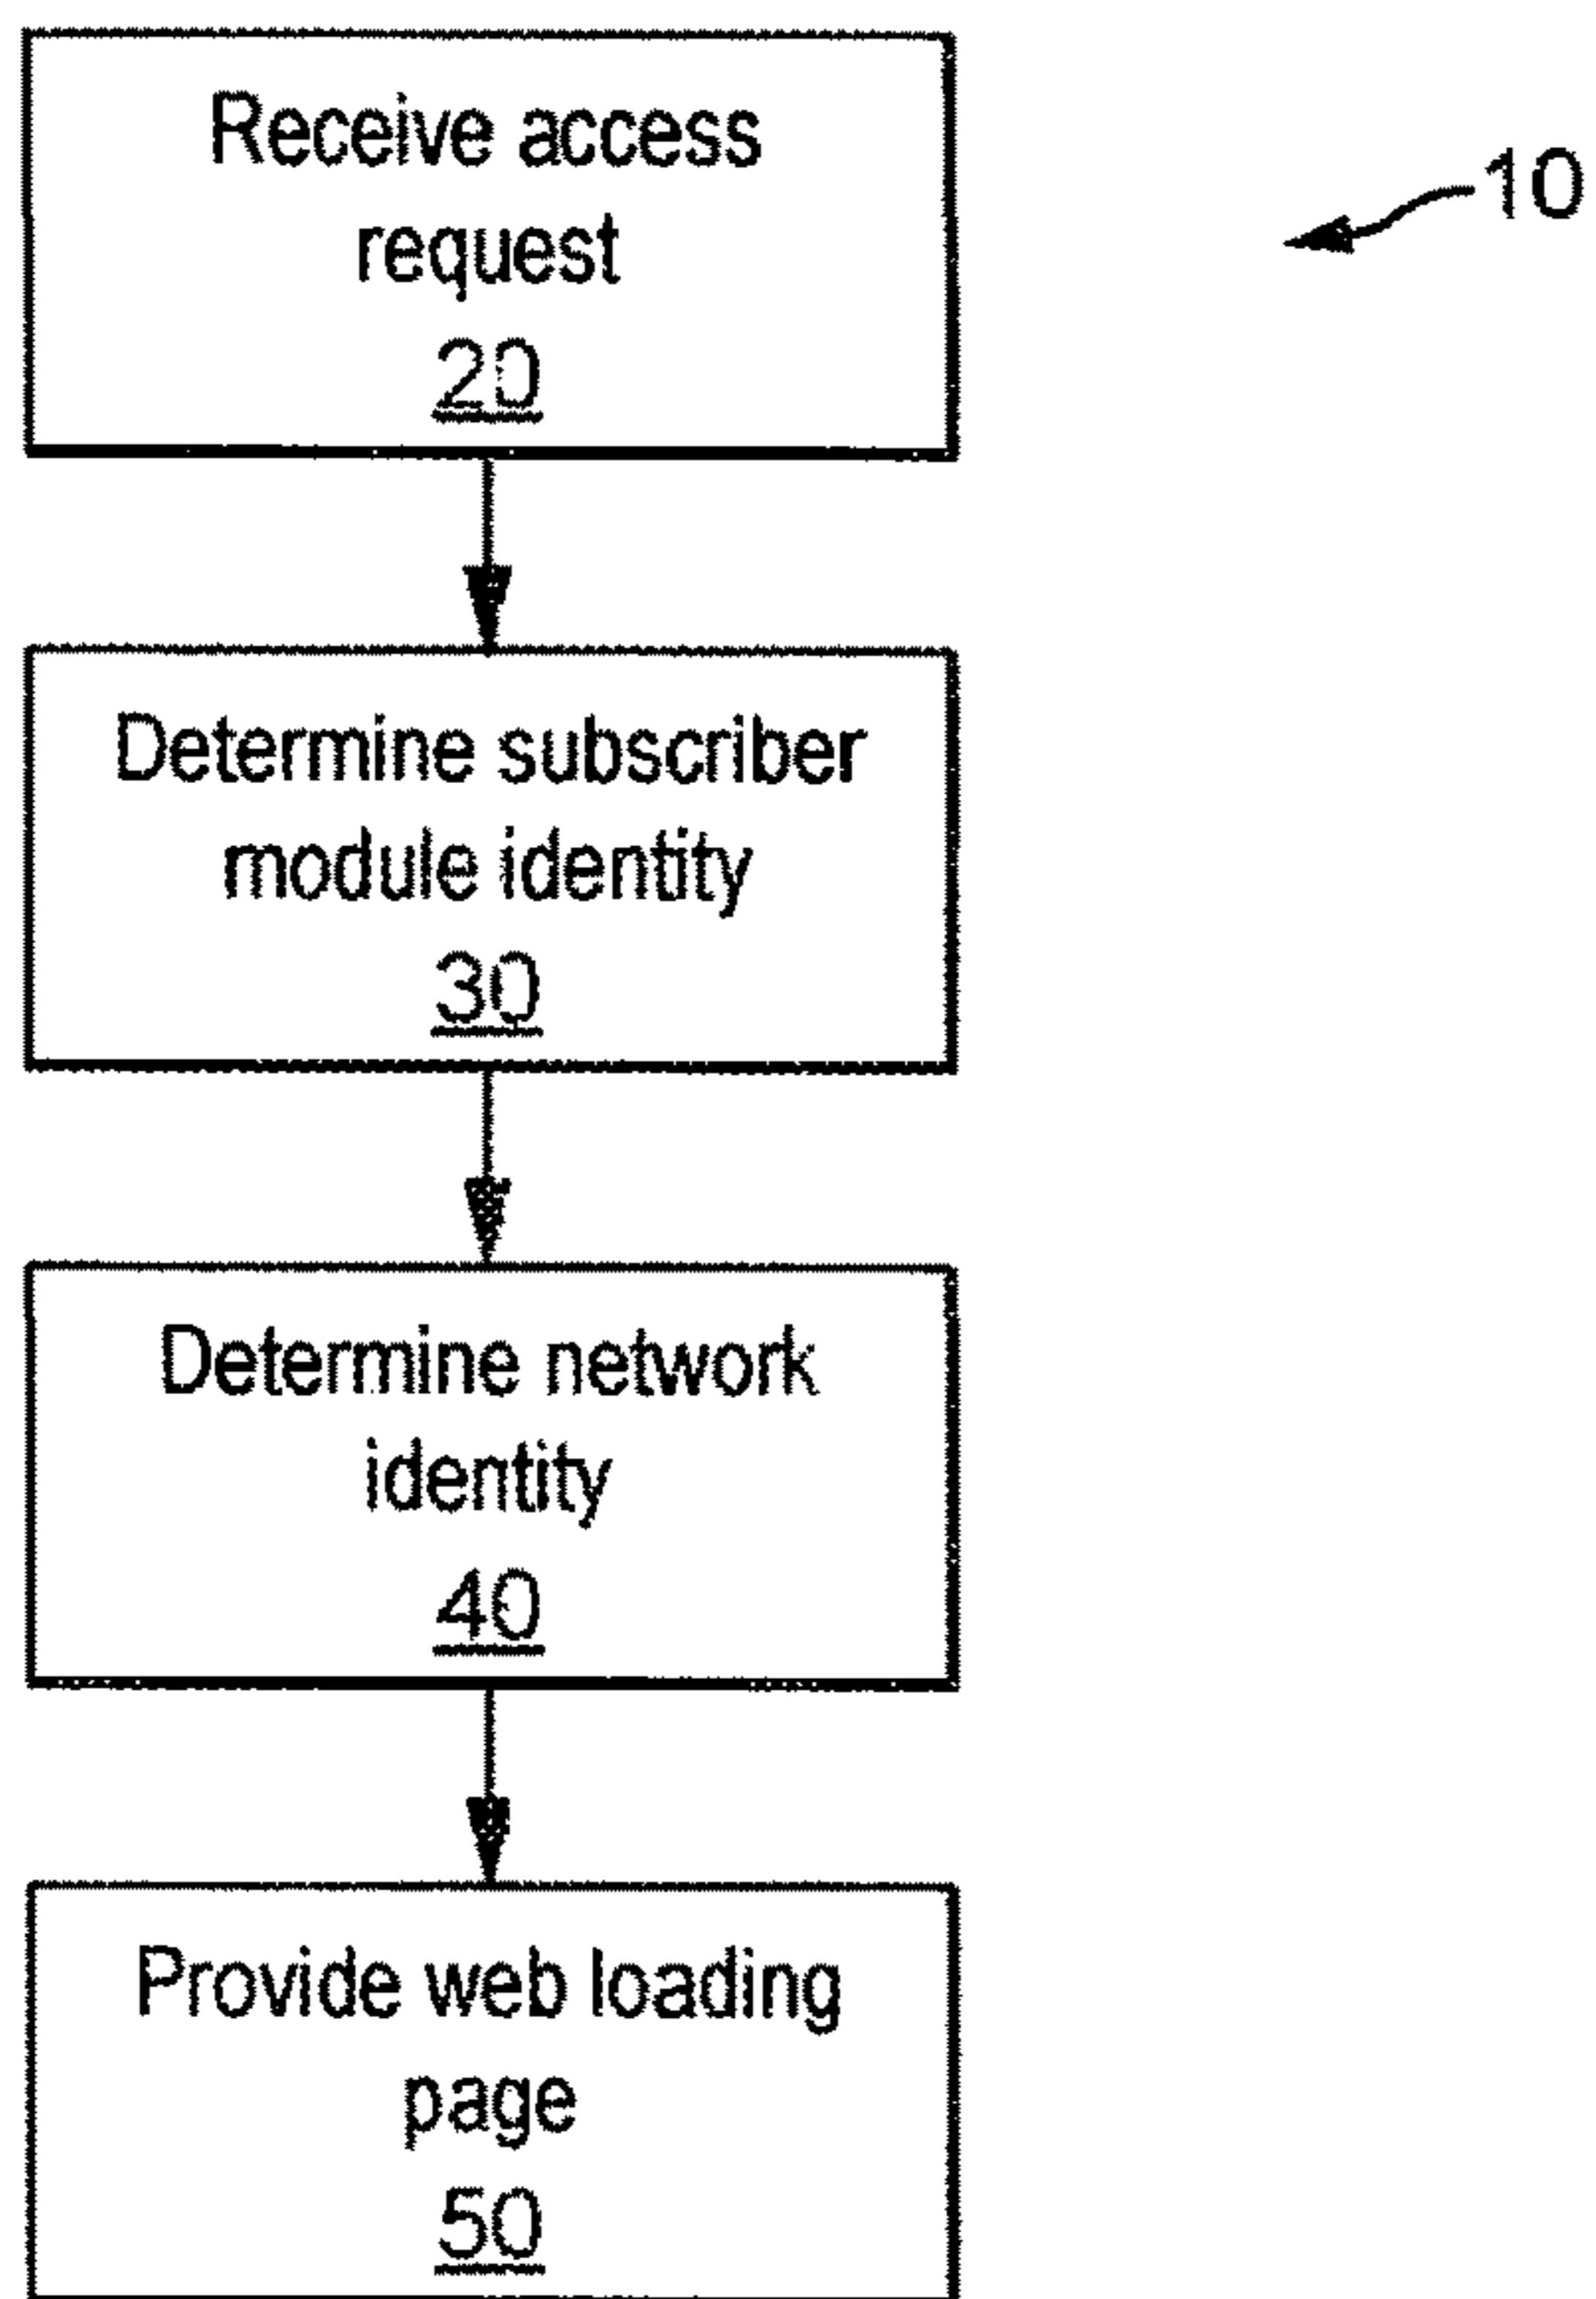 Receive access
request
20
10
Determine subscriber
module identity
30
Determine network
identity
40
Provide web loading
page
50